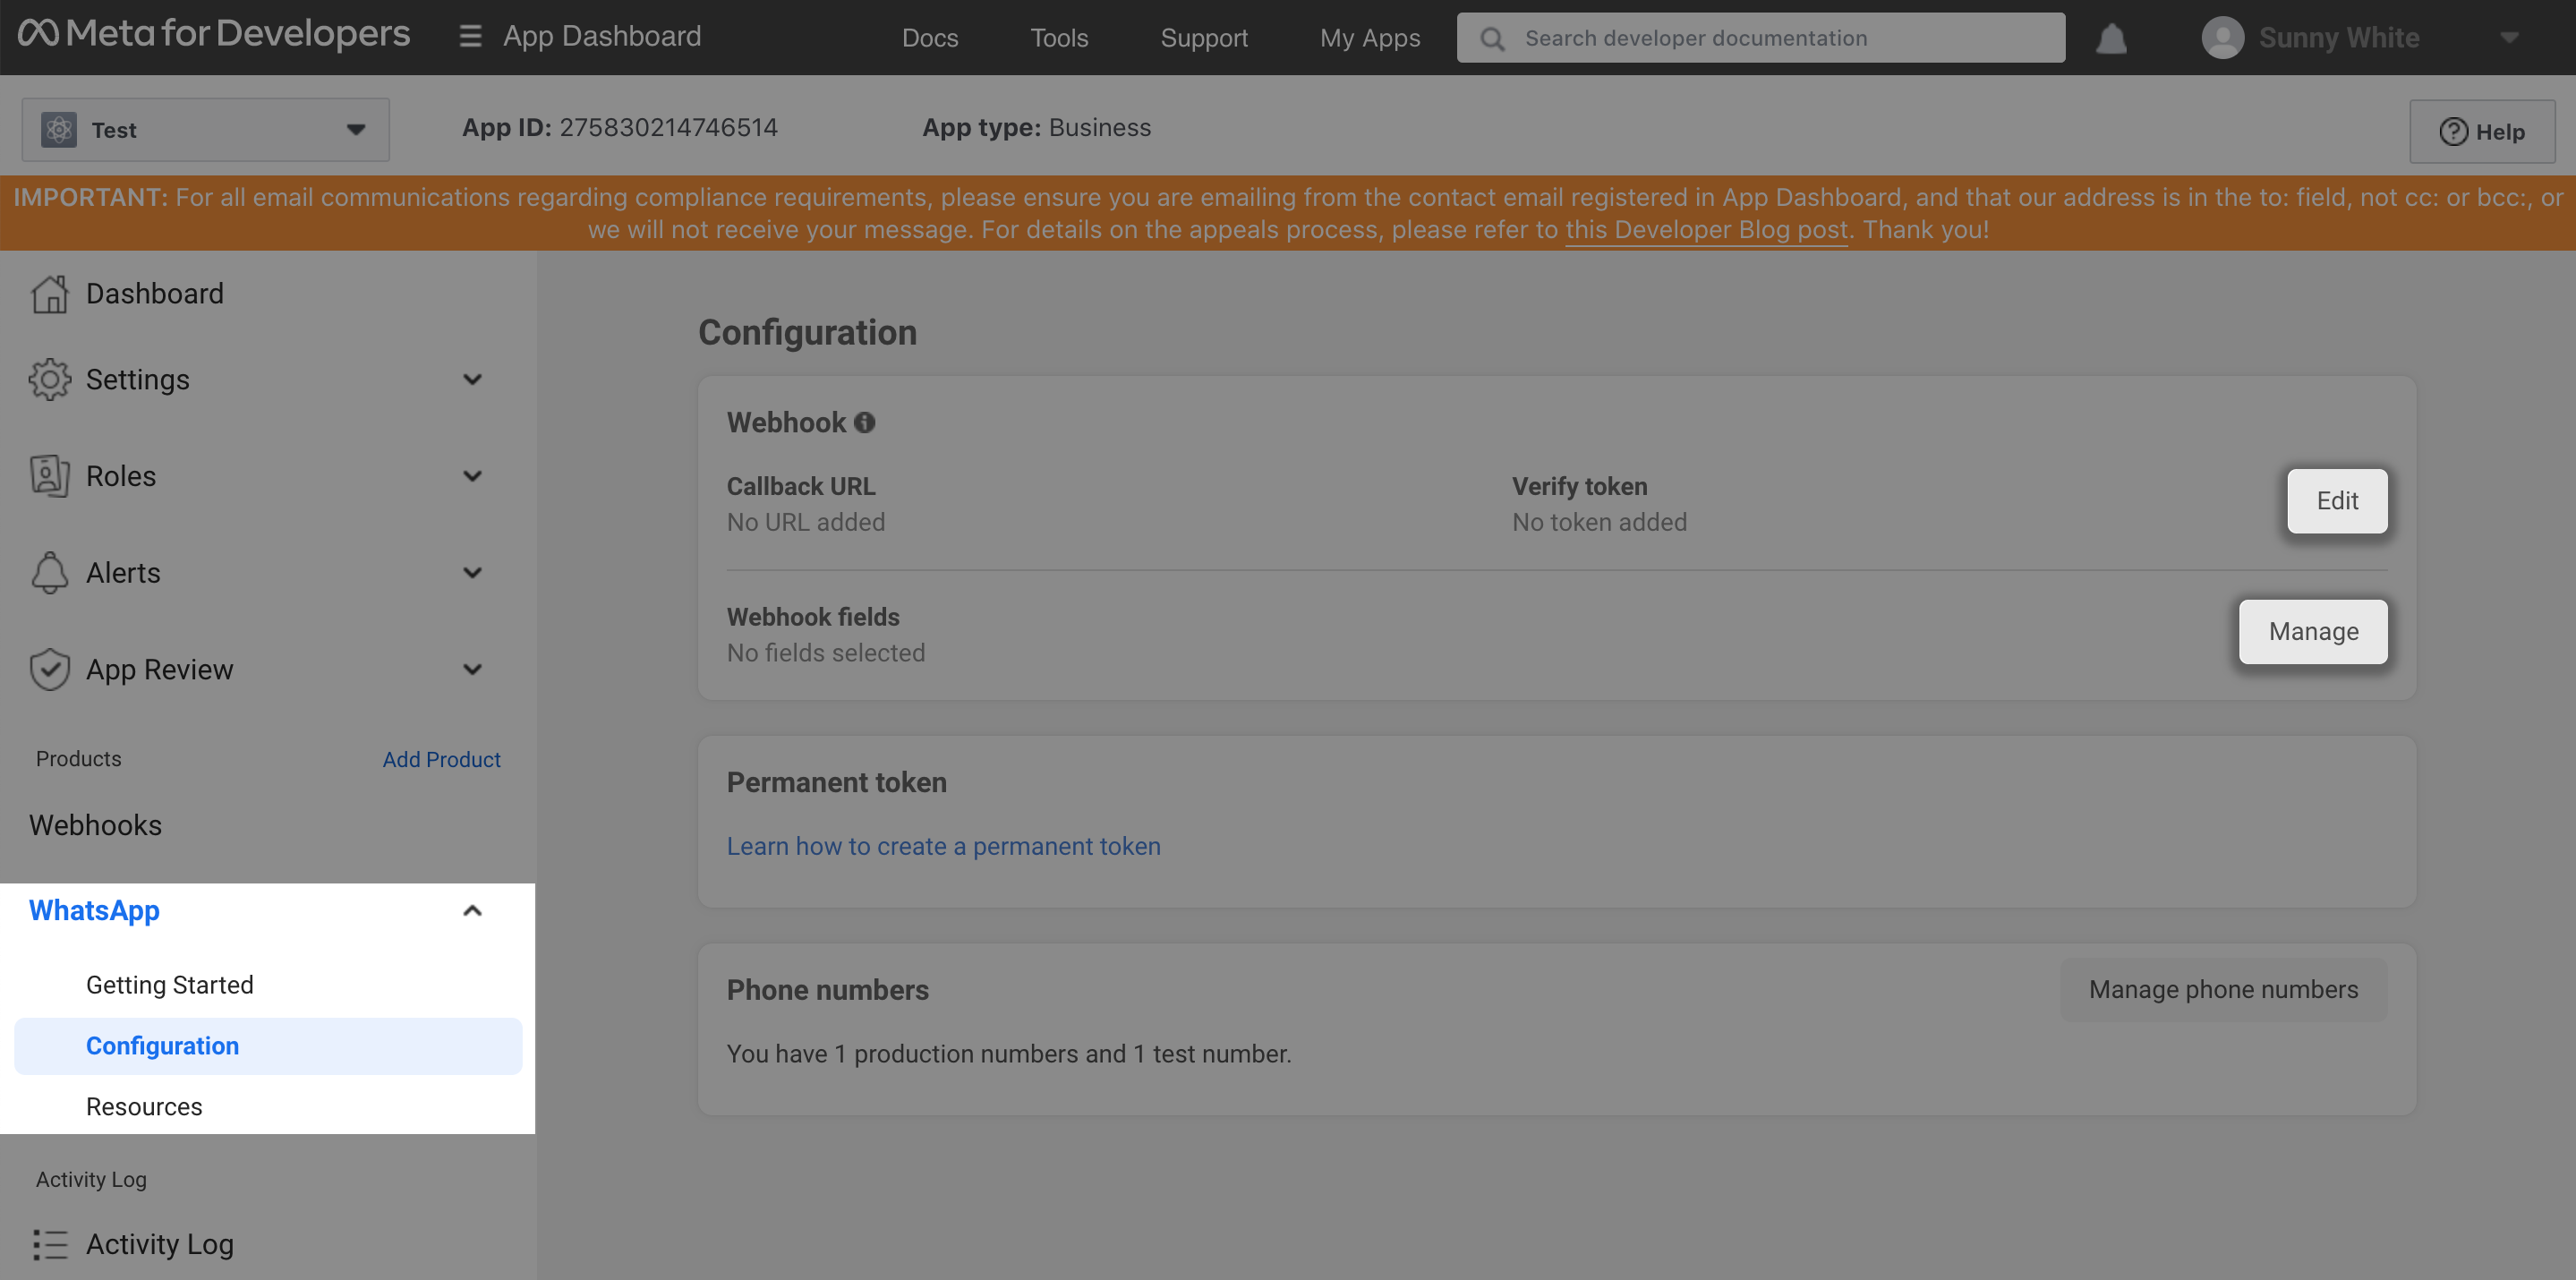 Meta for Developers
App Dashboard
Docs
Tools
Support
My Apps
Search developer documentation
Sunny White
Test
App ID: 275830214746514
App type: Business
Help
IMPORTANT: For all email communications regarding compliance requirements, please ensure you are emailing from the contact email registered in App Dashboard, and that our address is in the to: field, not cc: or bcc:, or
we will not receive your message. For details on the appeals process, please refer to this Developer Blog post. Thank you!
Dashboard
Settings
Roles
Alerts
App Review
Products
Add Product
Webhooks
WhatsApp
Getting Started
Configuration
Resources
Activity Log
Activity Log
Configuration
Webhook
Callback URL
No URL added
Verify token
No token added
Edit
Webhook fields
No fields selected
Manage
Permanent token
Learn how to create a permanent token
Phone numbers
Manage phone numbers
You have 1 production numbers and 1 test number.